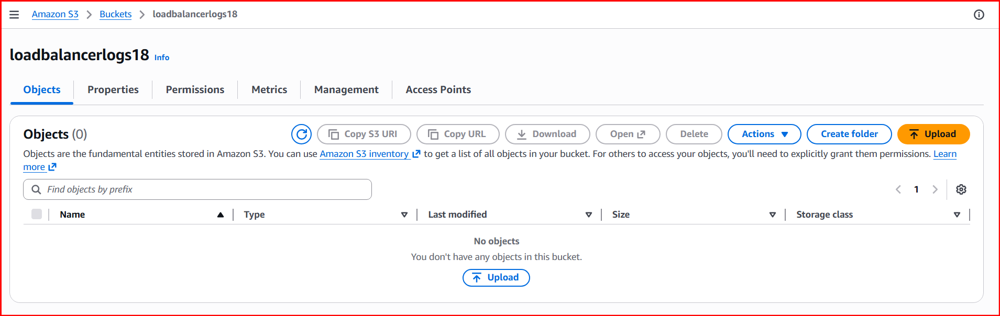 Amazon S3 > Buckets > loadbalancerlogs18
loadbalancerlogs18 Info
Objects Properties Permissions Metrics Management Access Points
Objects (0) Copy S3 URI Copy URL Download Open Delete Actions Create folder Upload
Objects are the fundamental entities stored in Amazon S3. You can use Amazon S3 inventory to get a list of all objects in your bucket. For others to access your objects, you'll need to explicitly grant them permissions. Learn
more
Find objects by prefix 1
Name Type Last modified Size Storage class
No objects
You don't have any objects in this bucket.
Upload